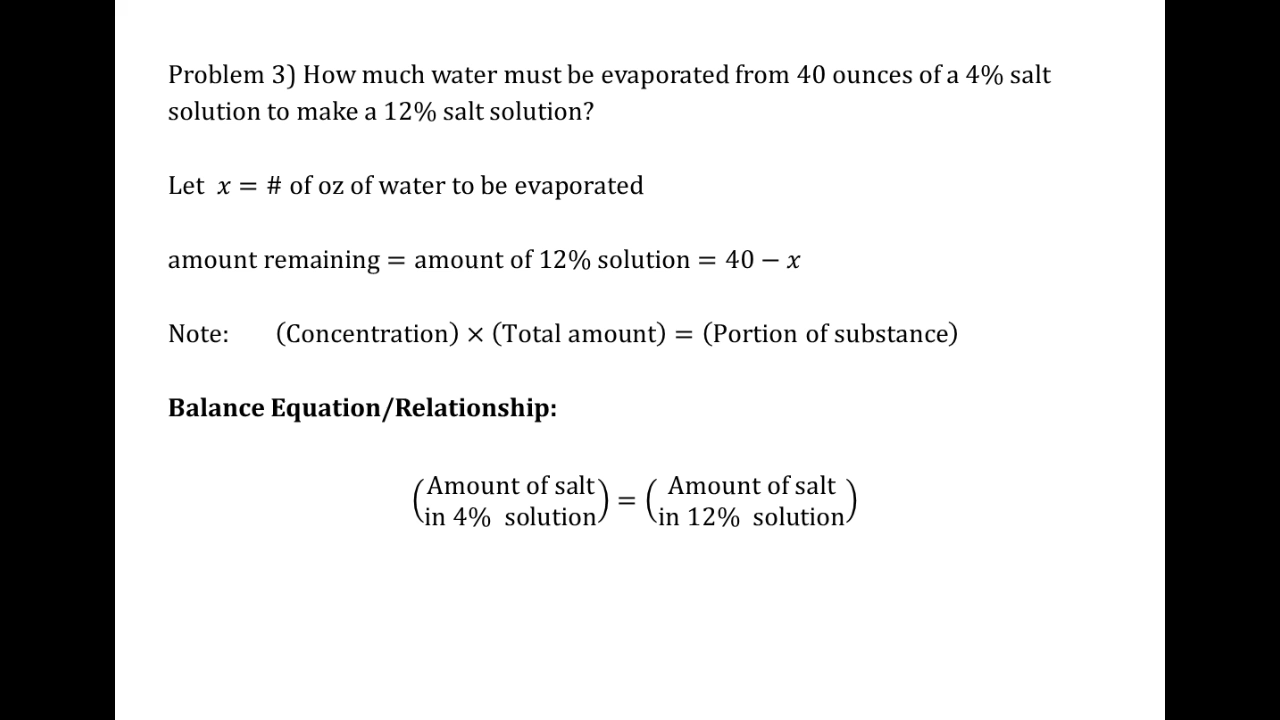 Problem 3) How much water must be evaporated from 40 ounces of a 4% salt
solution to make a 12% salt solution?
Let x = # of oz of water to be evaporated
amount remaining = amount of 12% solution = 40 − x
Note: (Concentration) × (Total amount) = (Portion of substance)
Balance Equation/Relationship:
(Amount of salt in 4% solution) = (Amount of salt in 12% solution)